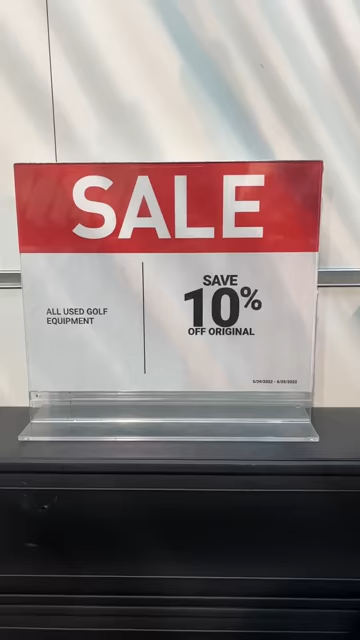 SALE
ALL USED GOLF
EQUIPMENT
SAVE
10%
OFF ORIGINAL